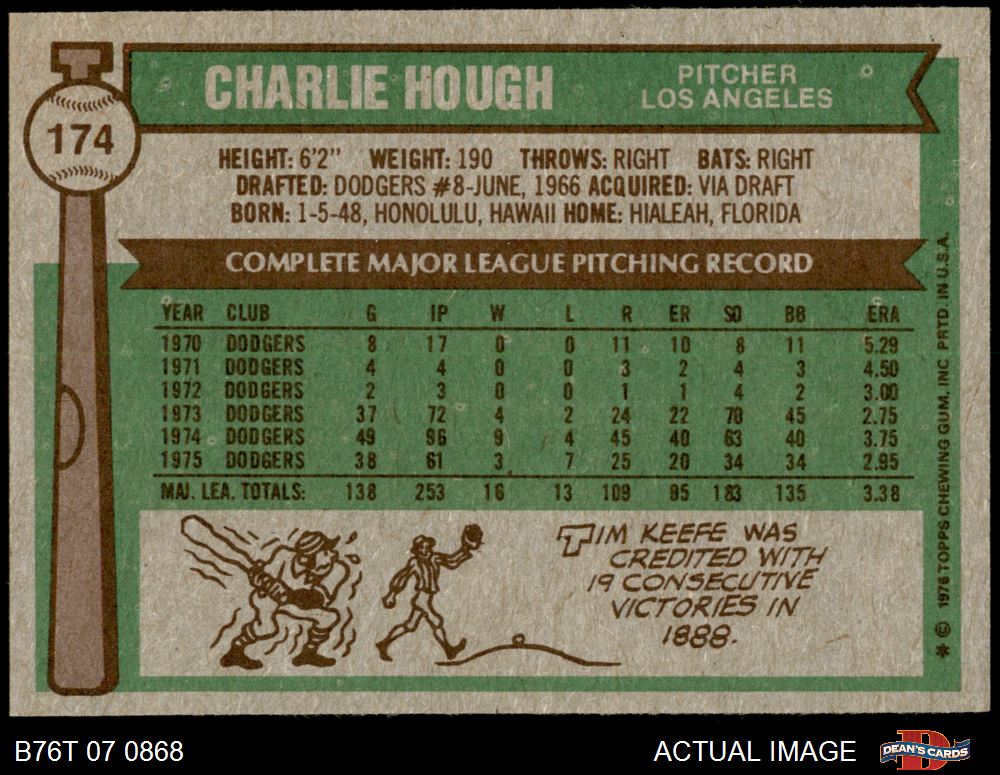 174
CHARLIE HOUGH
PITCHER
LOS ANGELES
HEIGHT: 6'2" WEIGHT: 190 THROWS: RIGHT BATS: RIGHT
DRAFTED: DODGERS #8-JUNE, 1966 ACQUIRED: VIA DRAFT
BORN: 1-5-48, HONOLULU, HAWAII HOME: HIALEAH, FLORIDA
COMPLETE MAJOR LEAGUE PITCHING RECORD
YEAR CLUB G IP W L R ER SO BB ERA
1970 DODGERS 8 17 0 0 11 10 8 11 5.29
1971 DODGERS 4 4 0 0 3 2 4 3 4.50
1972 DODGERS 2 3 0 0 1 1 4 2 3.00
1973 DODGERS 37 72 4 2 24 22 70 45 2.75
1974 DODGERS 49 96 9 4 45 40 63 40 3.75
1975 DODGERS 38 61 3 7 25 20 34 34 2.95
MAJ. LEA. TOTALS: 138 253 16 13 109 95 183 135 3.38
TIM KEEFE WAS
CREDITED WITH
19 CONSECUTIVE
VICTORIES IN
1888.
* © 1976 TOPPS CHEWING GUM, INC PRTD. IN U.S.A.
B76T 07 0868
ACTUAL IMAGE
DEAN'S CARDS